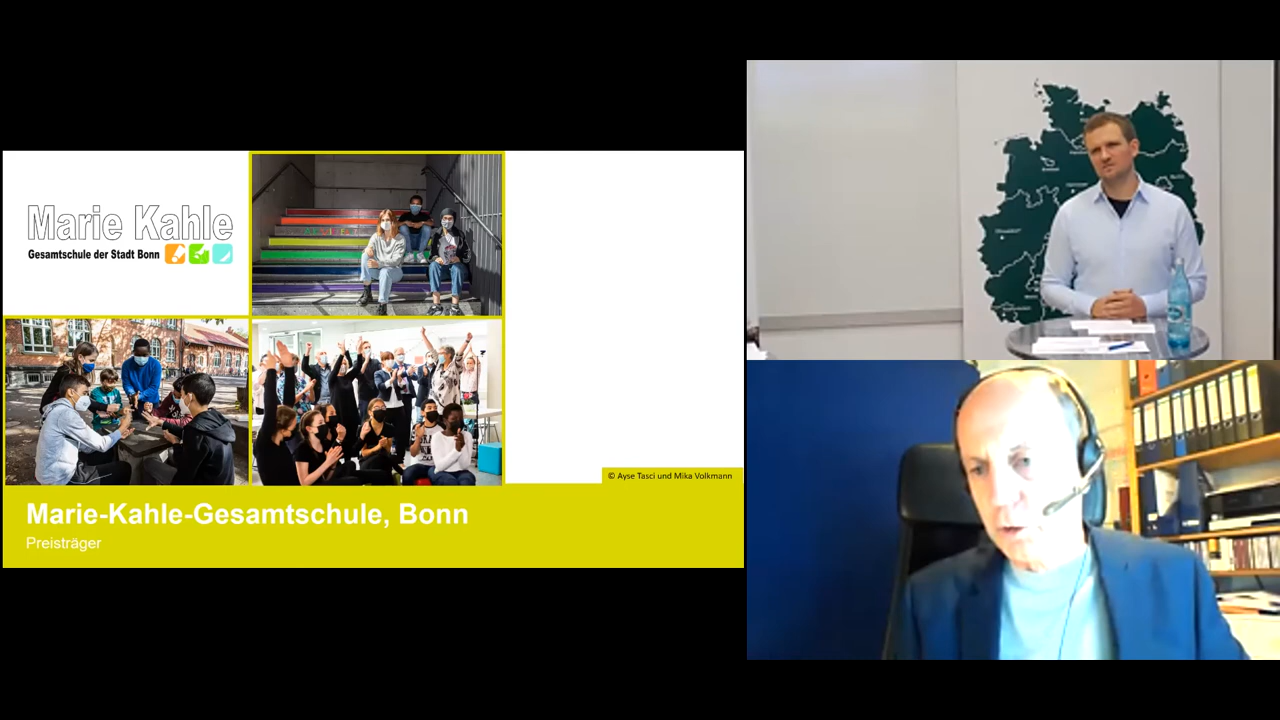 Marie Kahle
Gesamtschule der Stadt Bonn
© Ayse Tasci und Mika Volkmann
Marie-Kahle-Gesamtschule, Bonn
Preisträger